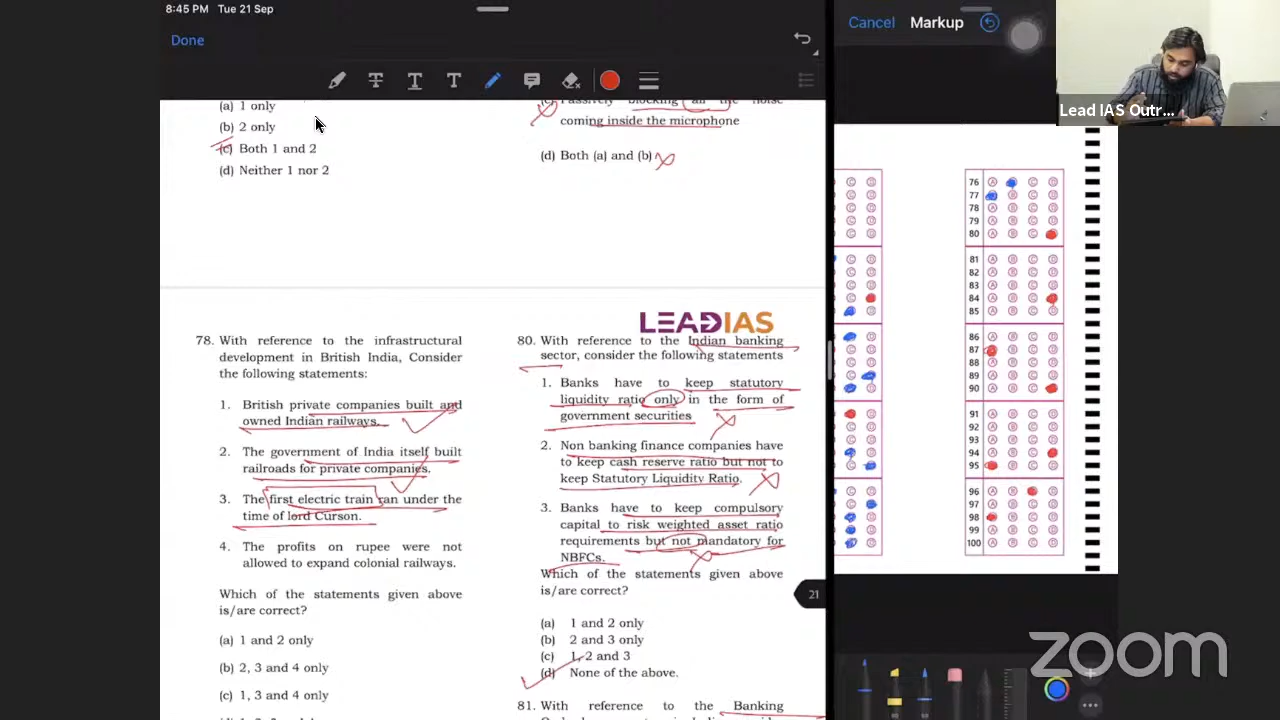 8:45 PM Tue 21 Sep
Done
Cancel
Markup
Lead IAS Outr...
(a) 1 only
(b) 2 only
(c) Both 1 and 2
(d) Neither 1 nor 2
(c) Passively blocking all the noise
coming inside the microphone
(d) Both (a) and (b)
LEADIAS
78. With reference to the infrastructural
development in British India, Consider
the following statements:
1. British private companies built and
owned Indian railways.
2. The government of India itself built
railroads for private companies.
3. The first electric train ran under the
time of lord Curson.
4. The profits on rupee were not
allowed to expand colonial railways.
Which of the statements given above
is/are correct?
(a) 1 and 2 only
(b) 2, 3 and 4 only
(c) 1, 3 and 4 only
80. With reference to the Indian banking
sector, consider the following statements
1. Banks have to keep statutory
liquidity ratio only in the form of
government securities
2. Non banking finance companies have
to keep cash reserve ratio but not to
keep Statutory Liquidity Ratio.
3. Banks have to keep compulsory
capital to risk weighted asset ratio
requirements but not mandatory for
NBFCs.
Which of the statements given above
is/are correct?
(a) 1 and 2 only
(b) 2 and 3 only
(c) 1, 2 and 3
(d) None of the above.
81. With reference to the Banking
21
76
77
78
79
80
81
82
83
84
85
86
87
88
89
90
91
92
93
94
95
96
97
98
99
100
zoom